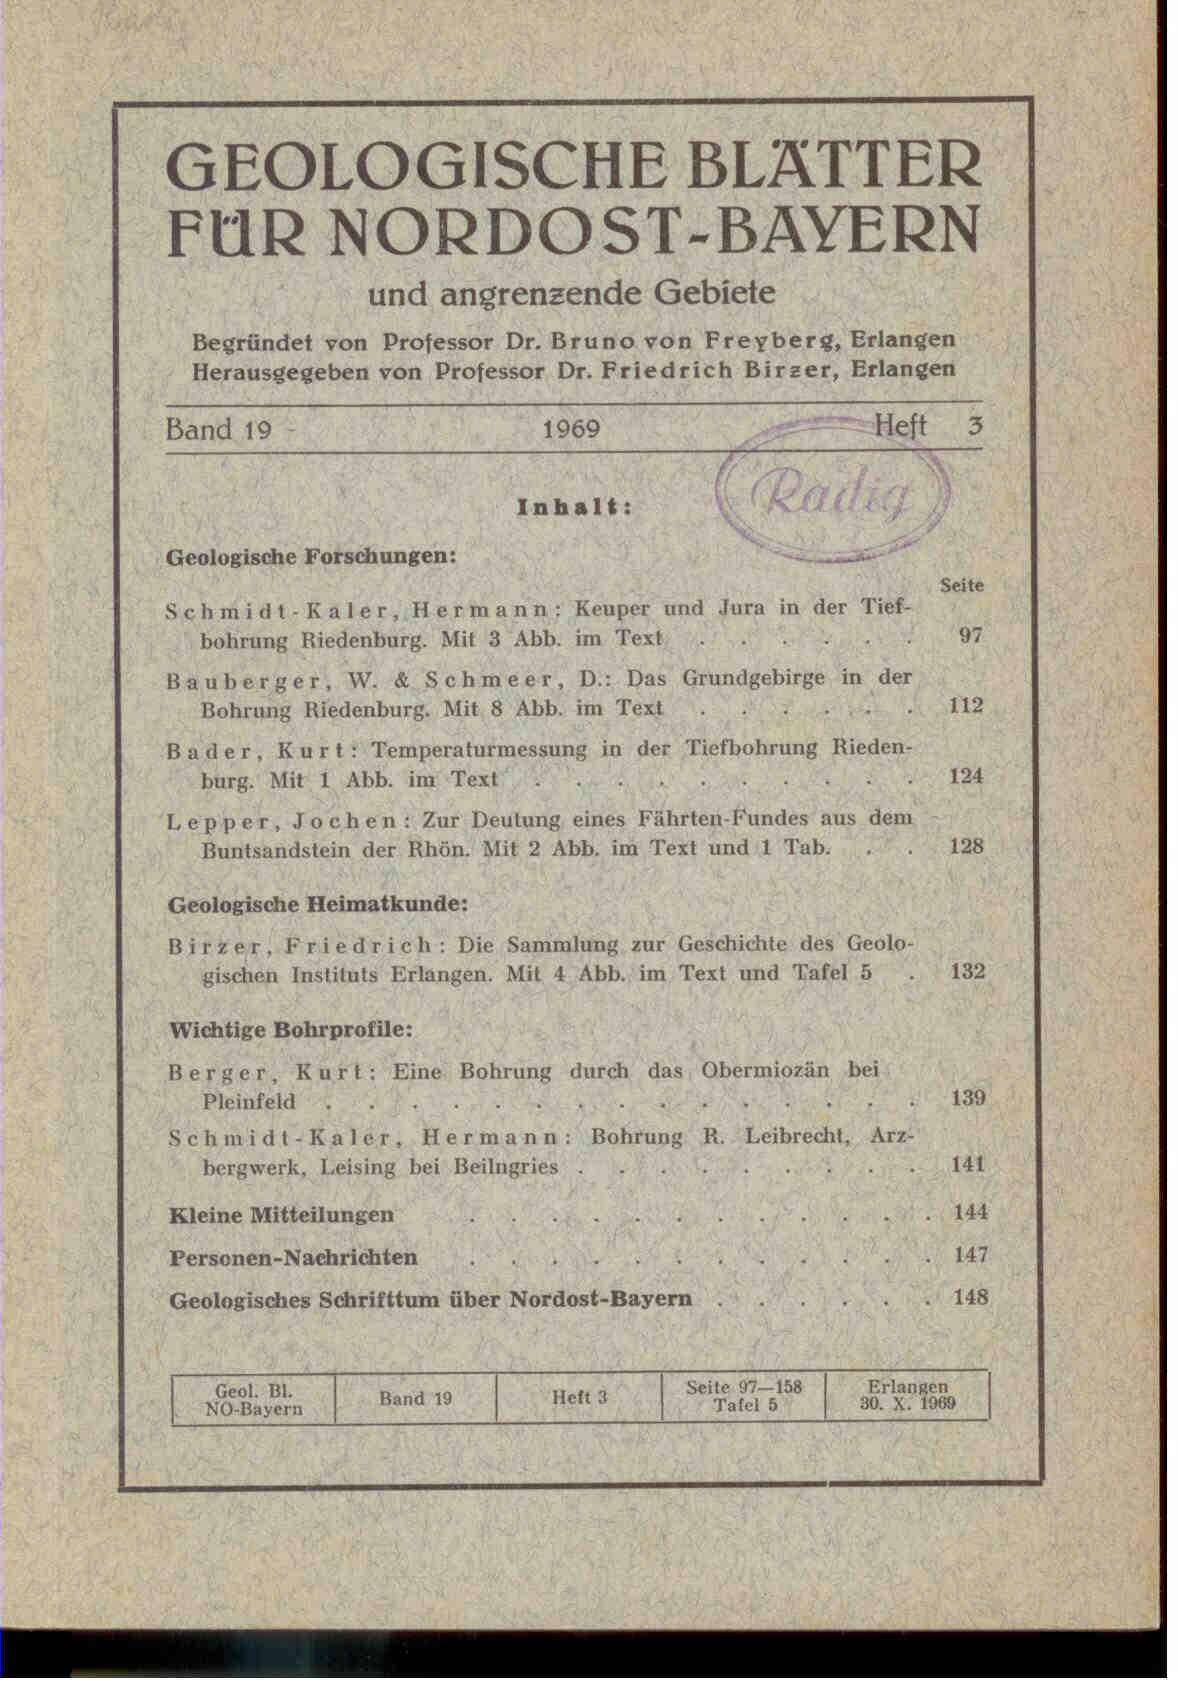 GEOLOGISCHE BLÄTTER
FÜR NORDOST-BAYERN
und angrenzende Gebiete
Begründet von Professor Dr. Bruno von Freyberg, Erlangen
Herausgegeben von Professor Dr. Friedrich Birzer, Erlangen
Band 19 1969 Heft 3
Radig
Inhalt:
Geologische Forschungen:
Seite
Schmidt-Kaler, Hermann: Keuper und Jura in der Tief-
bohrung Riedenburg. Mit 3 Abb. im Text . . . . . . 97
Bauberger, W. & Schmeer, D.: Das Grundgebirge in der
Bohrung Riedenburg. Mit 8 Abb. im Text . . . . . . 112
Bader, Kurt: Temperaturmessung in der Tiefbohrung Rieden-
burg. Mit 1 Abb. im Text . . . . . . . . . . 124
Lepper, Jochen: Zur Deutung eines Fährten-Fundes aus dem
Buntsandstein der Rhön. Mit 2 Abb. im Text und 1 Tab. . . 128
Geologische Heimatkunde:
Birzer, Friedrich: Die Sammlung zur Geschichte des Geolo-
gischen Instituts Erlangen. Mit 4 Abb. im Text und Tafel 5 . 132
Wichtige Bohrprofile:
Berger, Kurt: Eine Bohrung durch das Obermiozän bei
Pleinfeld . . . . . . . . . . . . . . . 139
Schmidt-Kaler, Hermann: Bohrung R. Leibrecht, Arz-
bergwerk, Leising bei Beilngries . . . . . . . . . 141
Kleine Mitteilungen . . . . . . . . . . . . 144
Personen-Nachrichten . . . . . . . . . . . . 147
Geologisches Schrifttum über Nordost-Bayern . . . . . . 148
Geol. Bl.
NO-Bayern
Band 19
Heft 3
Seite 97—158
Tafel 5
Erlangen
30. X. 1969